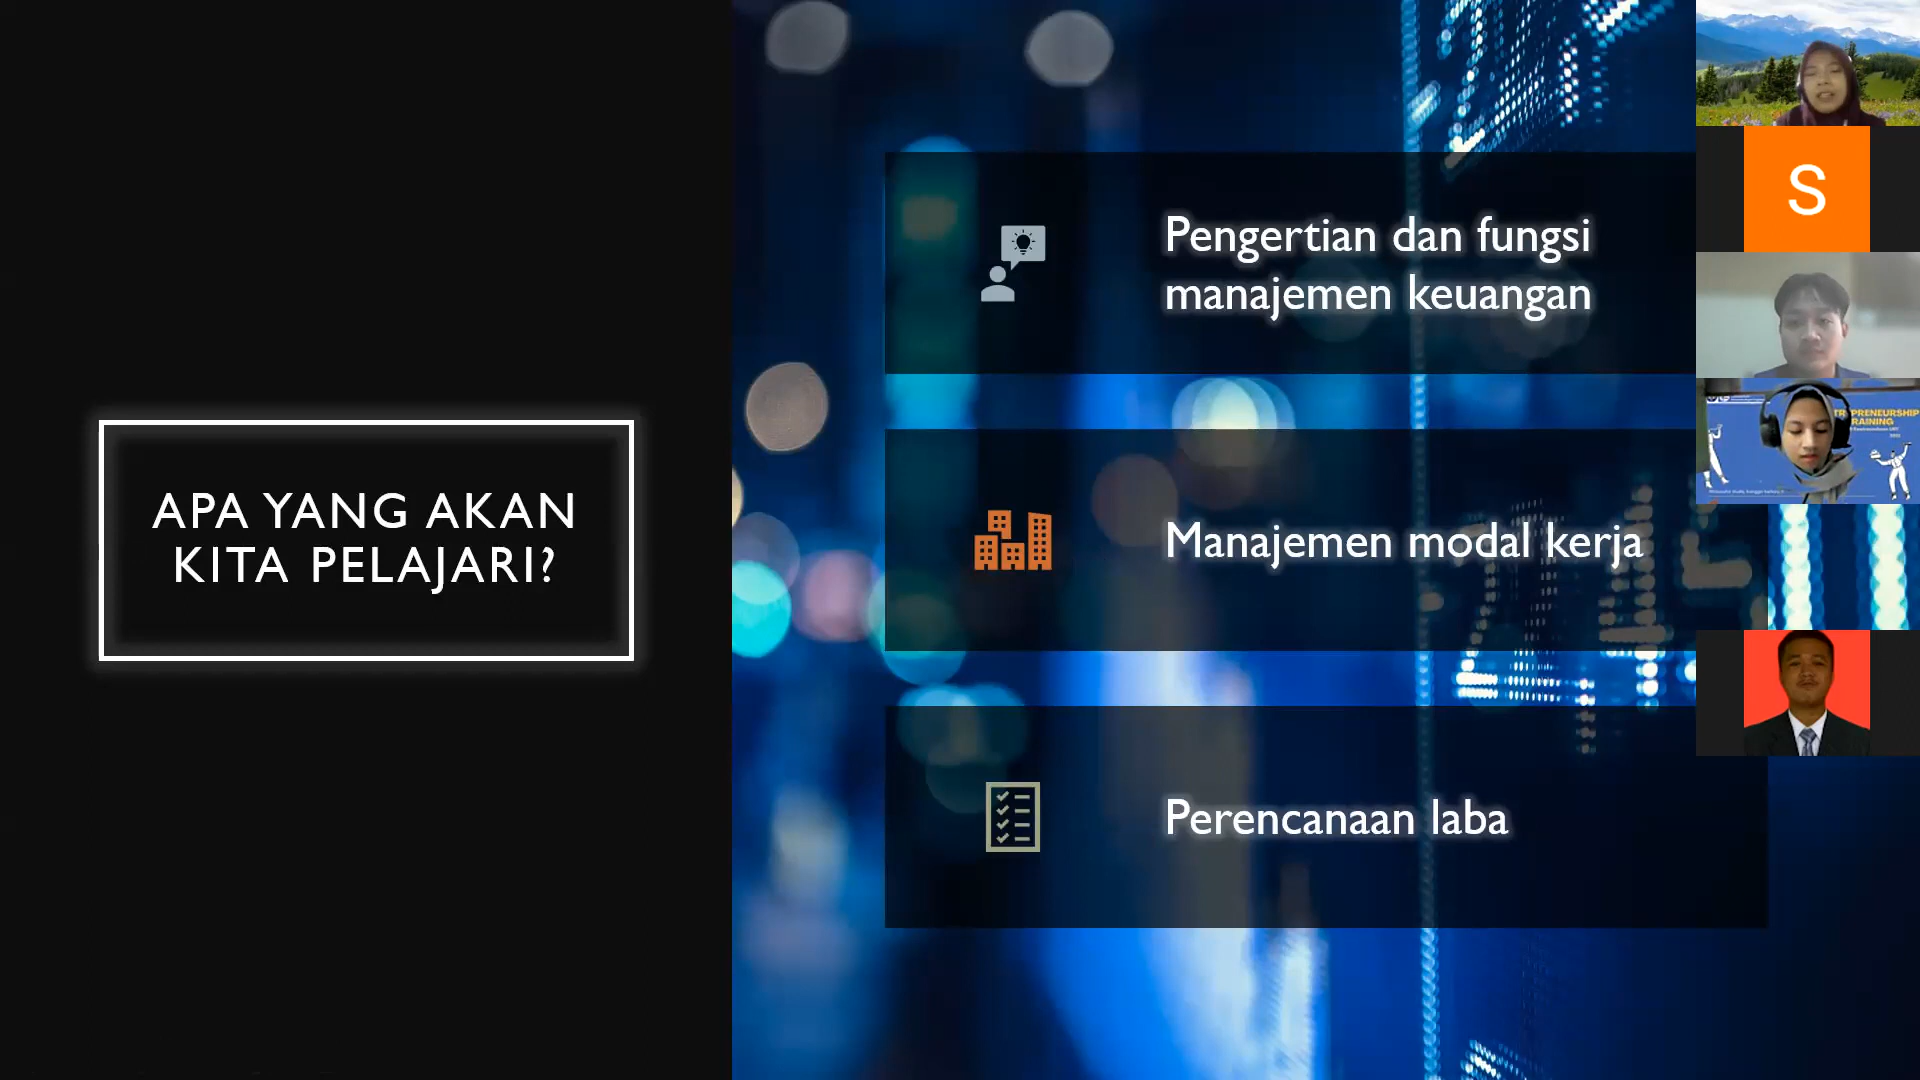 APA YANG AKAN
KITA PELAJARI?
Pengertian dan fungsi
manajemen keuangan
Manajemen modal kerja
Perencanaan laba
S
PRENEURSHIP
RAINING